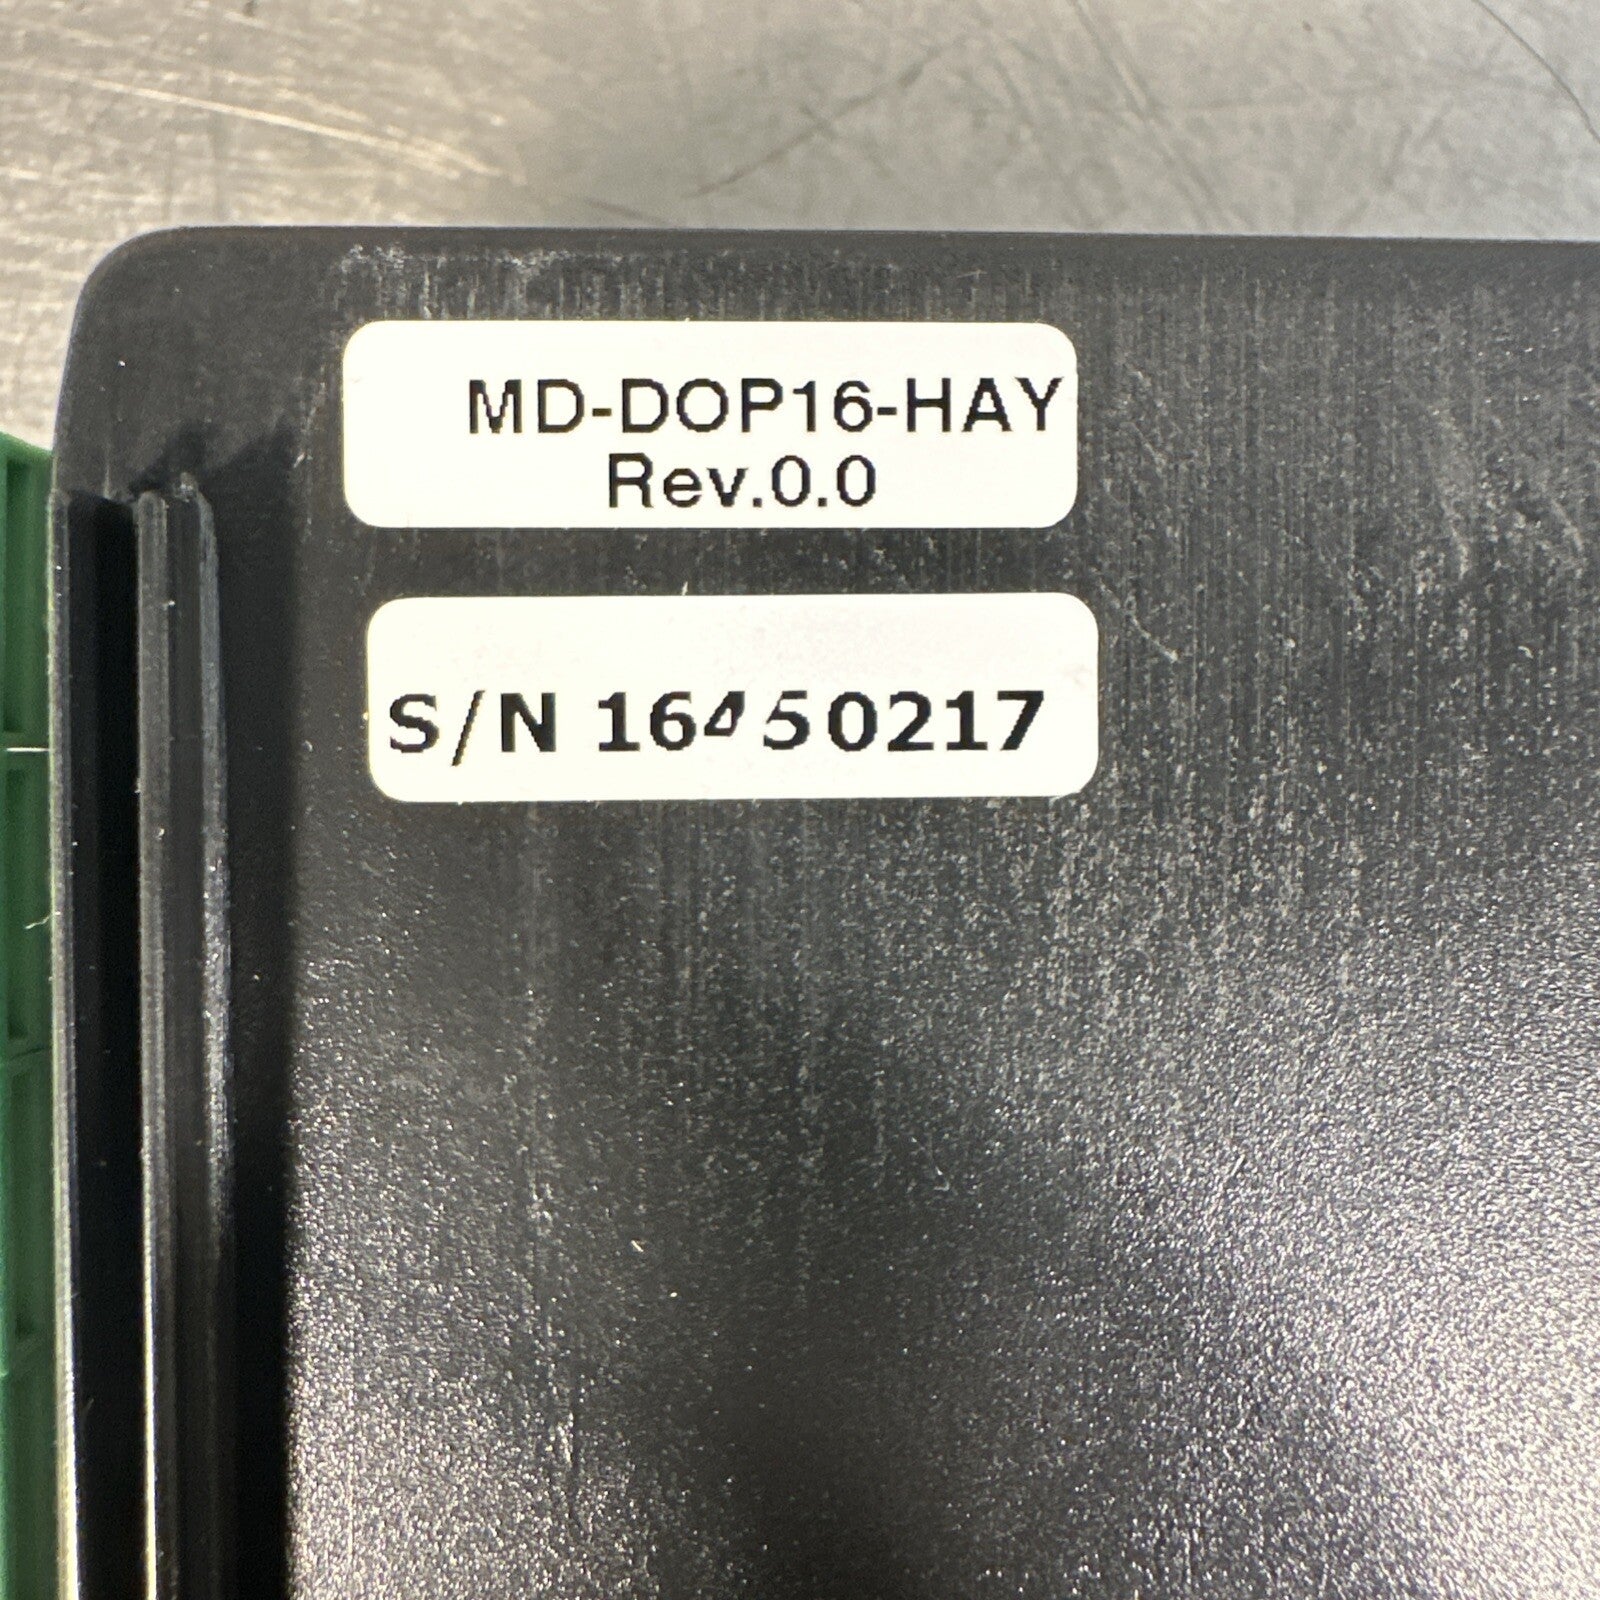 MD-DOP16-HAY
Rev.0.0
S/N 16450217